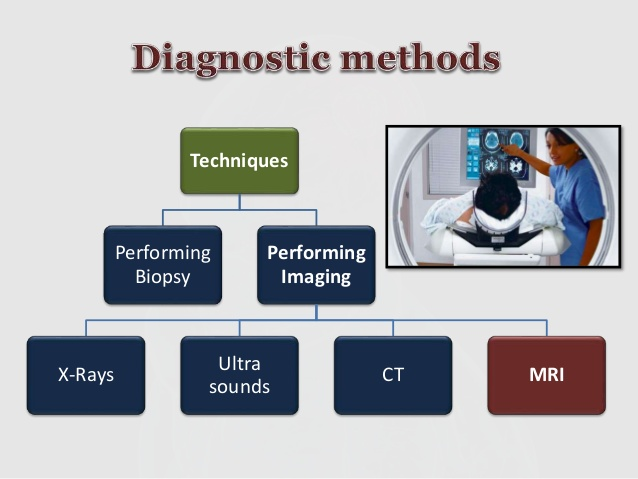 Diagnostic methods
Techniques
Performing
Biopsy
Performing
Imaging
X-Rays
Ultra
sounds
CT
MRI